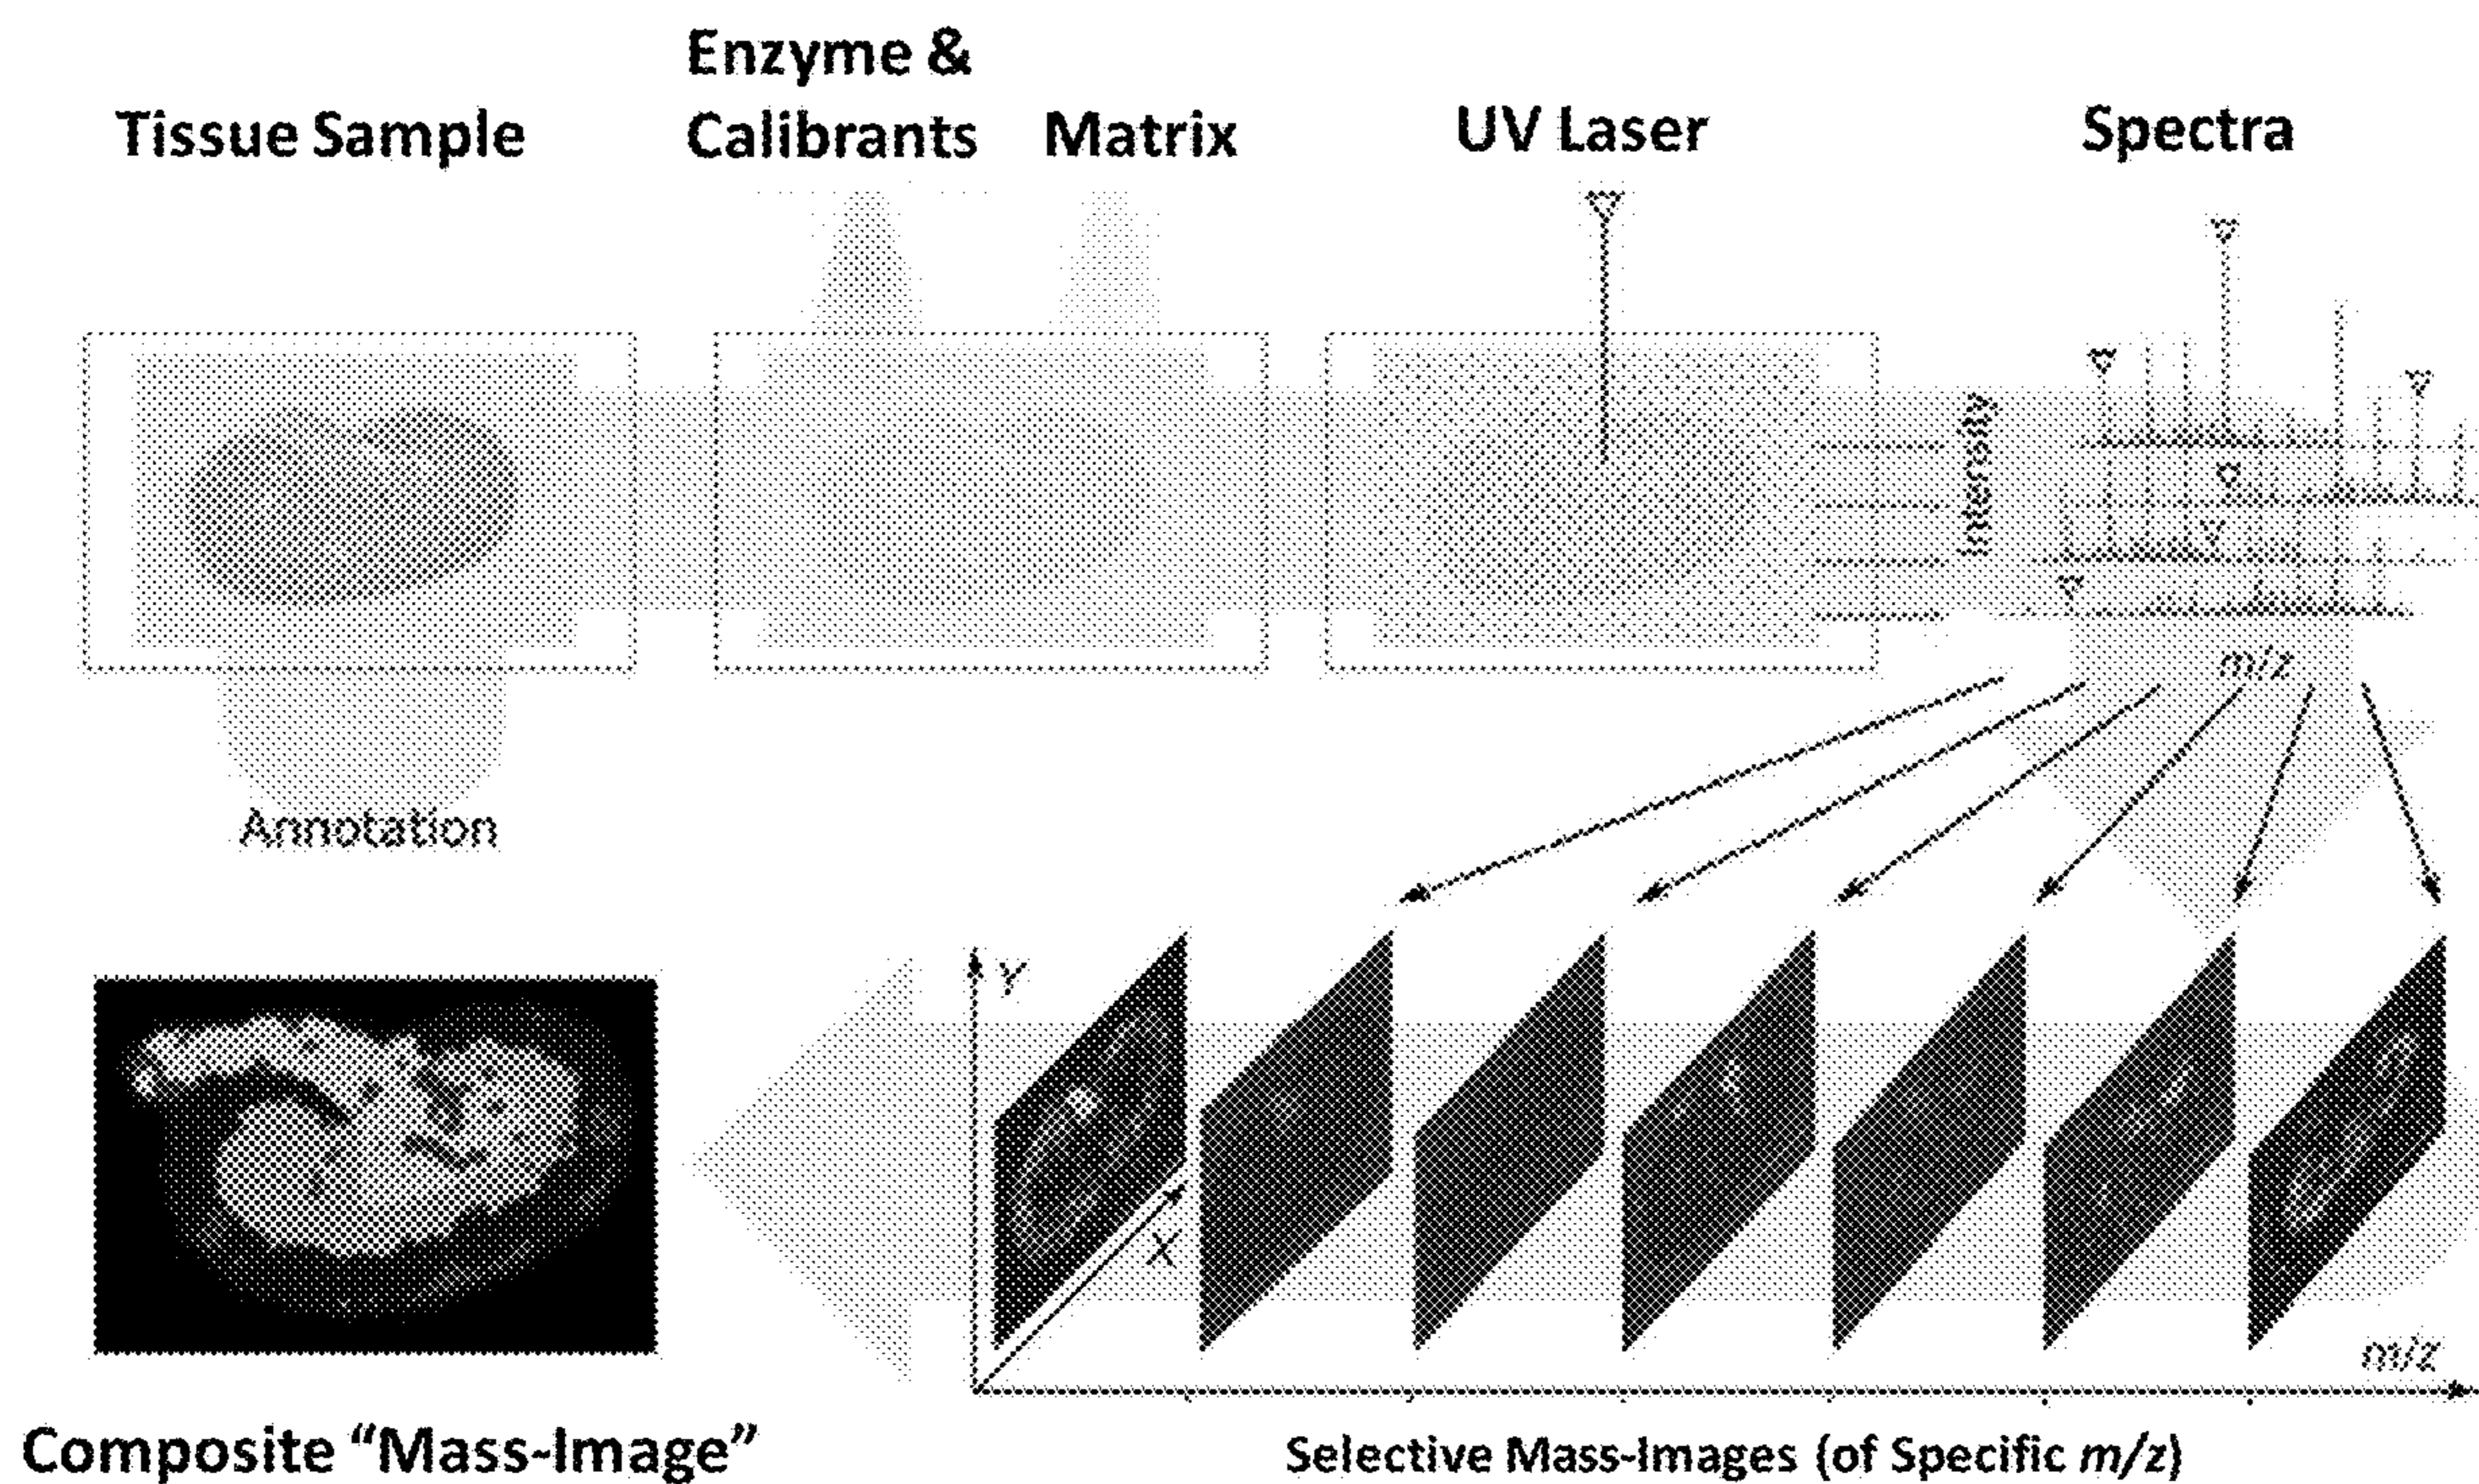 Tissue Sample
Enzyme &
Calibrants
Matrix
UV Laser
Spectra
Intensity
m/z
Annotation
Y
X
m/z
Composite “Mass-Image”
Selective Mass-Images (of Specific m/z)